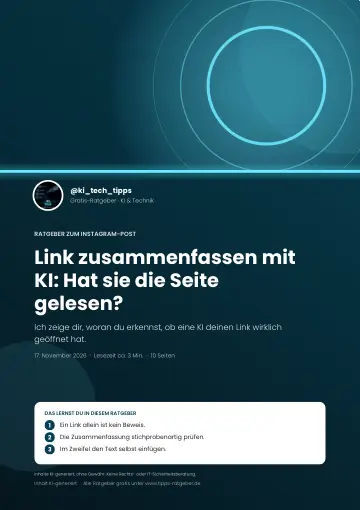 @ki_tech_tipps
Gratis-Ratgeber · KI & Technik
RATGEBER ZUM INSTAGRAM-POST
Link zusammenfassen mit
KI: Hat sie die Seite
gelesen?
Ich zeige dir, woran du erkennst, ob eine KI deinen Link wirklich
geöffnet hat.
17. November 2026 · Lesezeit ca. 3 Min. · 10 Seiten
DAS LERNST DU IN DIESEM RATGEBER
1 Ein Link allein ist kein Beweis.
2 Die Zusammenfassung stichprobenartig prüfen.
3 Im Zweifel den Text selbst einfügen.
Inhalte KI-generiert, ohne Gewähr. Keine Rechts- oder IT-Sicherheitsberatung.
Inhalt KI-generiert · Alle Ratgeber gratis unter www.hpps-ratgeber.de